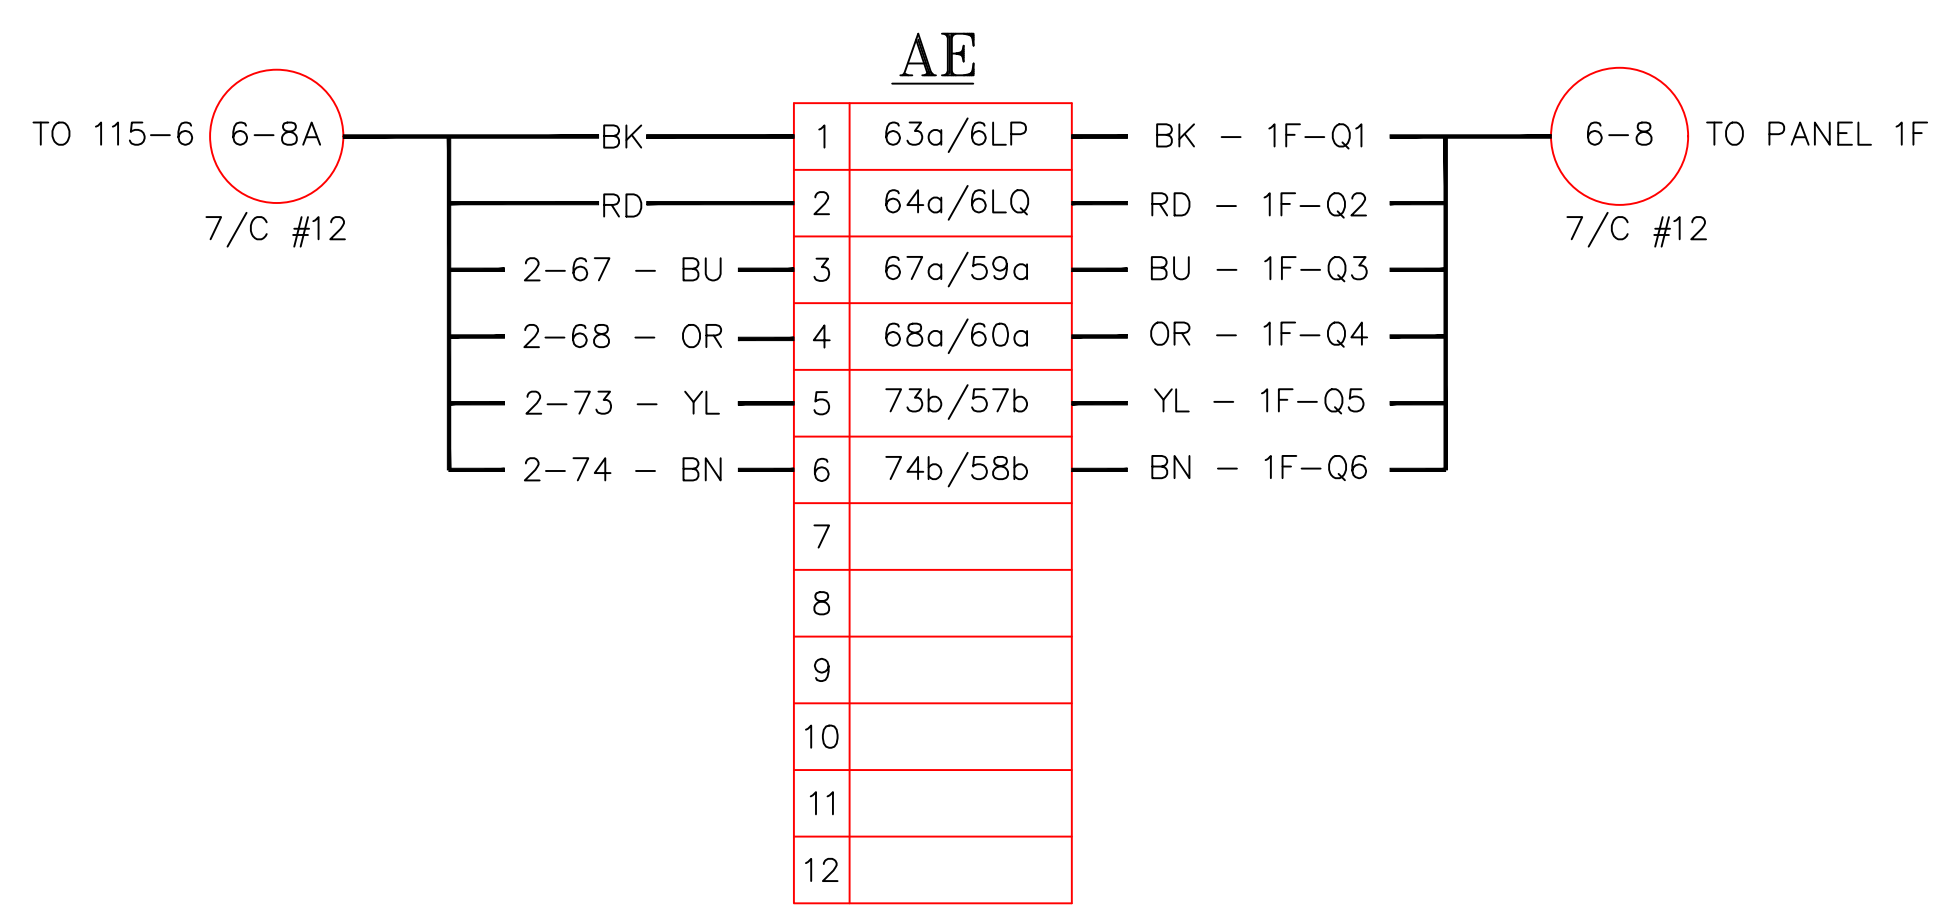 AE
TO 115-6 6-8A BK 1 63a/6LP BK - 1F-Q1 6-8 TO PANEL 1F
RD 2 64a/6LQ RD - 1F-Q2
7/C #12 7/C #12
2-67 - BU 3 67a/59a BU - 1F-Q3
2-68 - OR 4 68a/60a OR - 1F-Q4
2-73 - YL 5 73b/57b YL - 1F-Q5
2-74 - BN 6 74b/58b BN - 1F-Q6
7
8
9
10
11
12